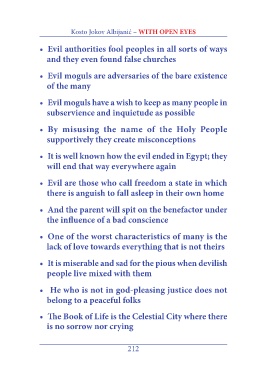 Kosto Jokov Albijanić – WITH OPEN EYES
• Evil authorities fool peoples in all sorts of ways
and they even found false churches
• Evil moguls are adversaries of the bare existence
of the many
• Evil moguls have a wish to keep as many people in
subservience and inquietude as possible
• By misusing the name of the Holy People
supportively they create misconceptions
• It is well known how the evil ended in Egypt; they
will end that way everywhere again
• Evil are those who call freedom a state in which
there is anguish to fall asleep in their own home
• And the parent will spit on the benefactor under
the influence of a bad conscience
• One of the worst characteristics of many is the
lack of love towards everything that is not theirs
• It is miserable and sad for the pious when devilish
people live mixed with them
• He who is not in god-pleasing justice does not
belong to a peaceful folks
• The Book of Life is the Celestial City where there
is no sorrow nor crying
212